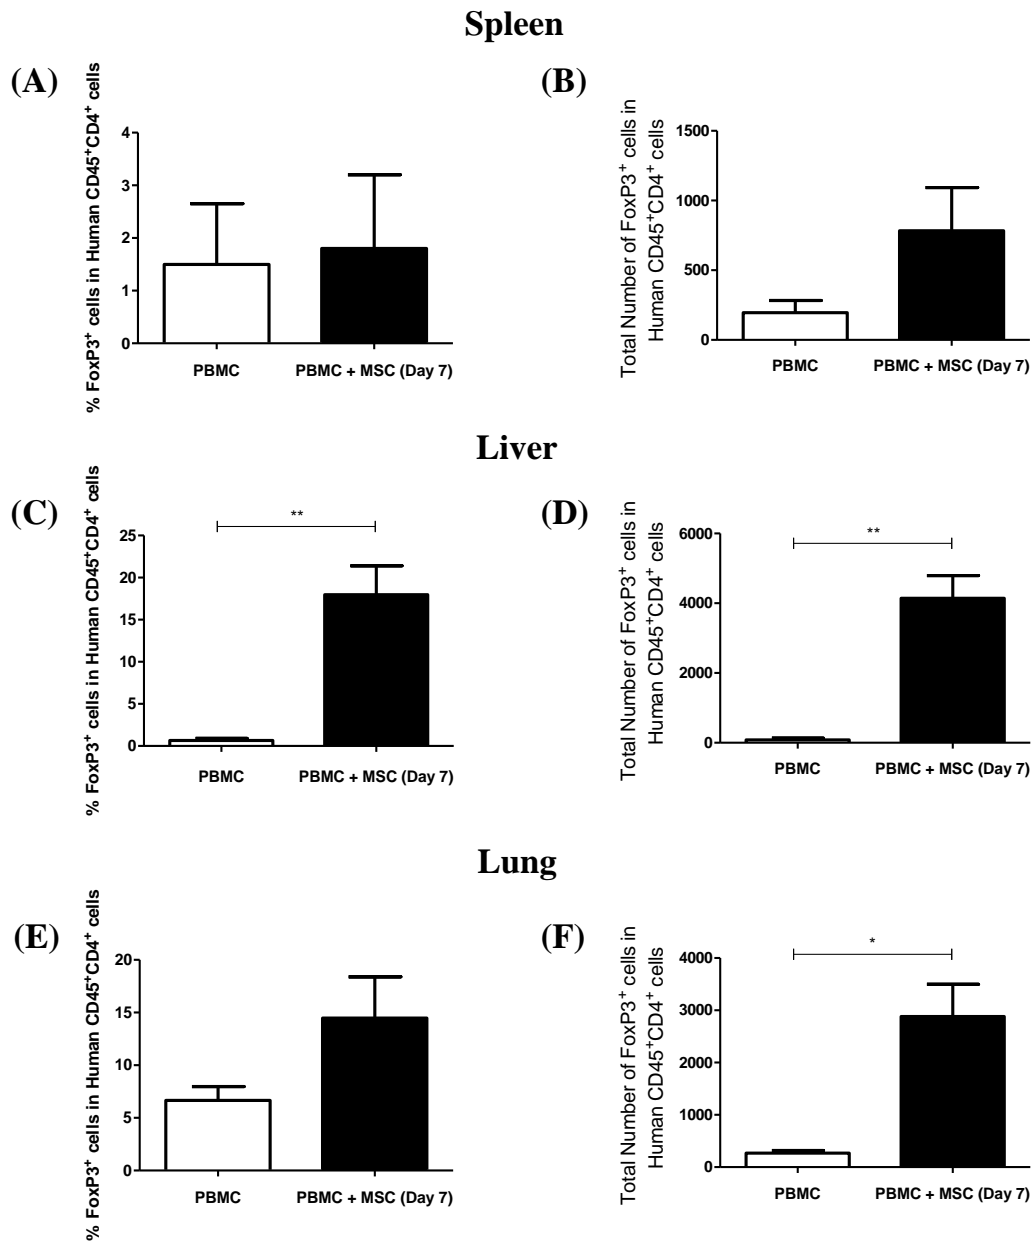 Spleen
(A)
% FoxP3⁺ cells in Human CD45⁺CD4⁺ cells
4
3
2
1
0
PBMC
PBMC + MSC (Day 7)
(B)
Total Number of FoxP3⁺ cells in
Human CD45⁺CD4⁺ cells
1500
1000
500
0
PBMC
PBMC + MSC (Day 7)
Liver
(C)
% FoxP3⁺ cells in Human CD45⁺CD4⁺ cells
25
20
15
10
5
0
**
PBMC
PBMC + MSC (Day 7)
(D)
Total Number of FoxP3⁺ cells in
Human CD45⁺CD4⁺ cells
6000
4000
2000
0
**
PBMC
PBMC + MSC (Day 7)
Lung
(E)
% FoxP3⁺ cells in Human CD45⁺CD4⁺ cells
20
15
10
5
0
PBMC
PBMC + MSC (Day 7)
(F)
Total Number of FoxP3⁺ cells in
Human CD45⁺CD4⁺ cells
4000
3000
2000
1000
0
*
PBMC
PBMC + MSC (Day 7)